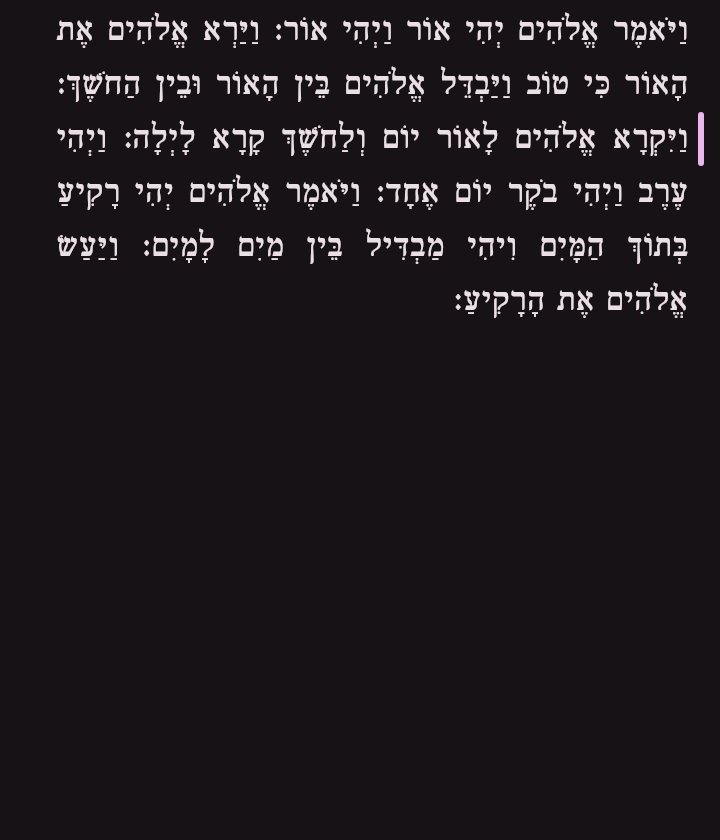 וַיֹּאמֶר אֱלֹהִים יְהִי אוֹר וַיְהִי אוֹר׃ וַיַּרְא אֱלֹהִים אֶת
הָאוֹר כִּי טוֹב וַיַּבְדֵּל אֱלֹהִים בֵּין הָאוֹר וּבֵין הַחֹשֶׁךְ׃
וַיִּקְרָא אֱלֹהִים לָאוֹר יוֹם וְלַחֹשֶׁךְ קָרָא לָיְלָה׃ וַיְהִי
עֶרֶב וַיְהִי בֹקֶר יוֹם אֶחָד׃ וַיֹּאמֶר אֱלֹהִים יְהִי רָקִיעַ
בְּתוֹךְ הַמָּיִם וִיהִי מַבְדִּיל בֵּין מַיִם לָמָיִם׃ וַיַּעַשׂ
אֱלֹהִים אֶת הָרָקִיעַ׃